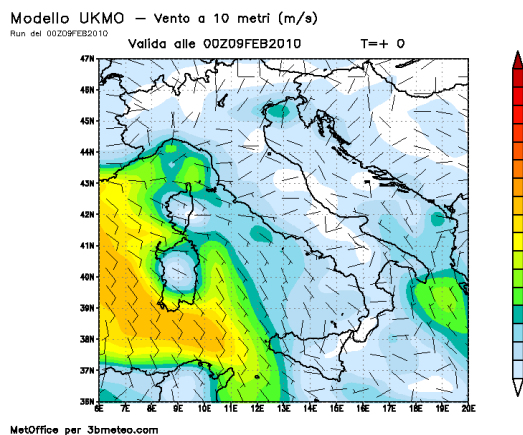 Modello UKMO - Vento a 10 metri (m/s)
Run del 00Z09FEB2010
Valida alle 00Z09FEB2010 T=+ 0
47N
46N
45N
44N
43N
42N
41N
40N
39N
38N
37N
36N
6E 7E 8E 9E 10E 11E 12E 13E 14E 15E 16E 17E 18E 19E 20E
MetOffice per 3bmeteo.com